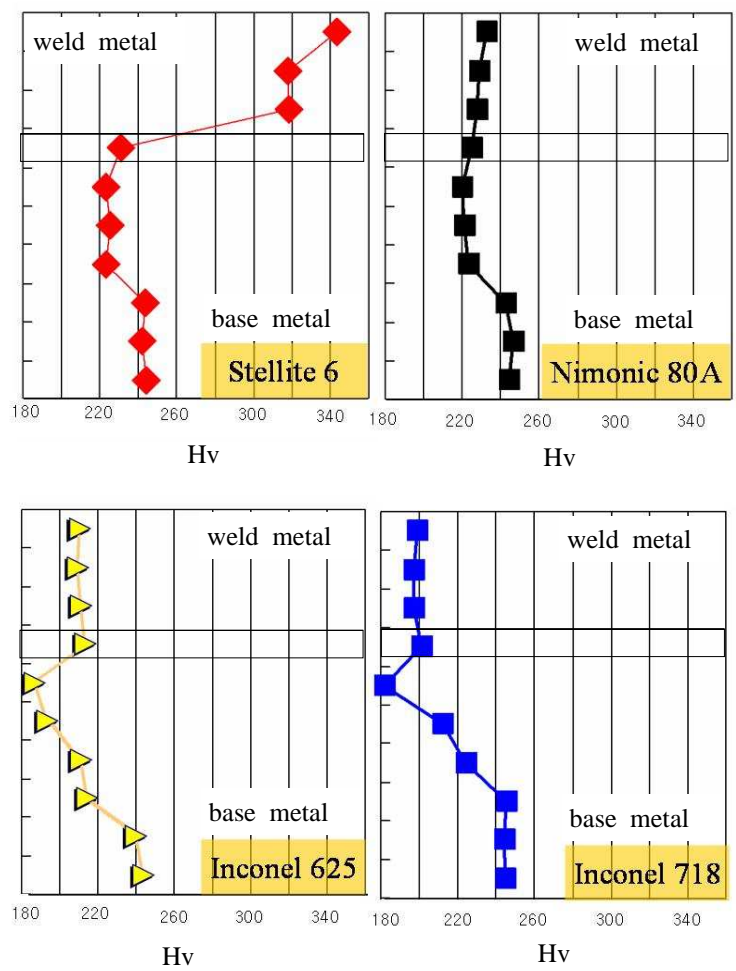 weld metal
base metal
Stellite 6
180 220 260 300 340
Hv
weld metal
base metal
Nimonic 80A
180 220 260 300 340
Hv
weld metal
base metal
Inconel 625
180 220 260 300 340
Hv
weld metal
base metal
Inconel 718
180 220 260 300 340
Hv